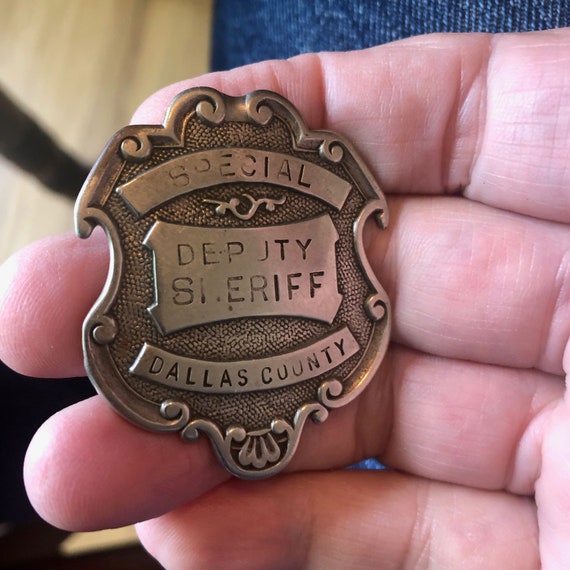 SPECIAL
DEPUTY
SHERIFF
DALLAS COUNTY